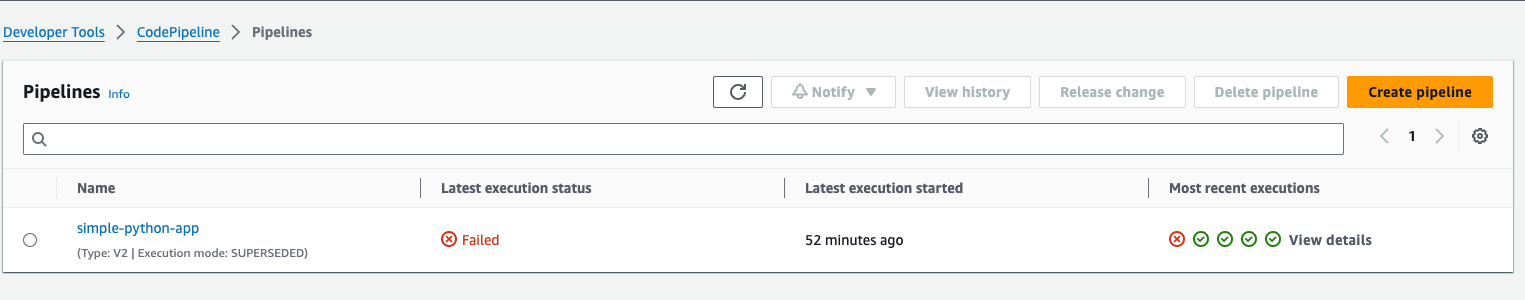 Developer Tools > CodePipeline > Pipelines
Pipelines Info
Notify ▼ View history Release change Delete pipeline Create pipeline
< 1 >
Name Latest execution status Latest execution started Most recent executions
simple-python-app
(Type: V2 | Execution mode: SUPERSEDED)
Failed 52 minutes ago View details